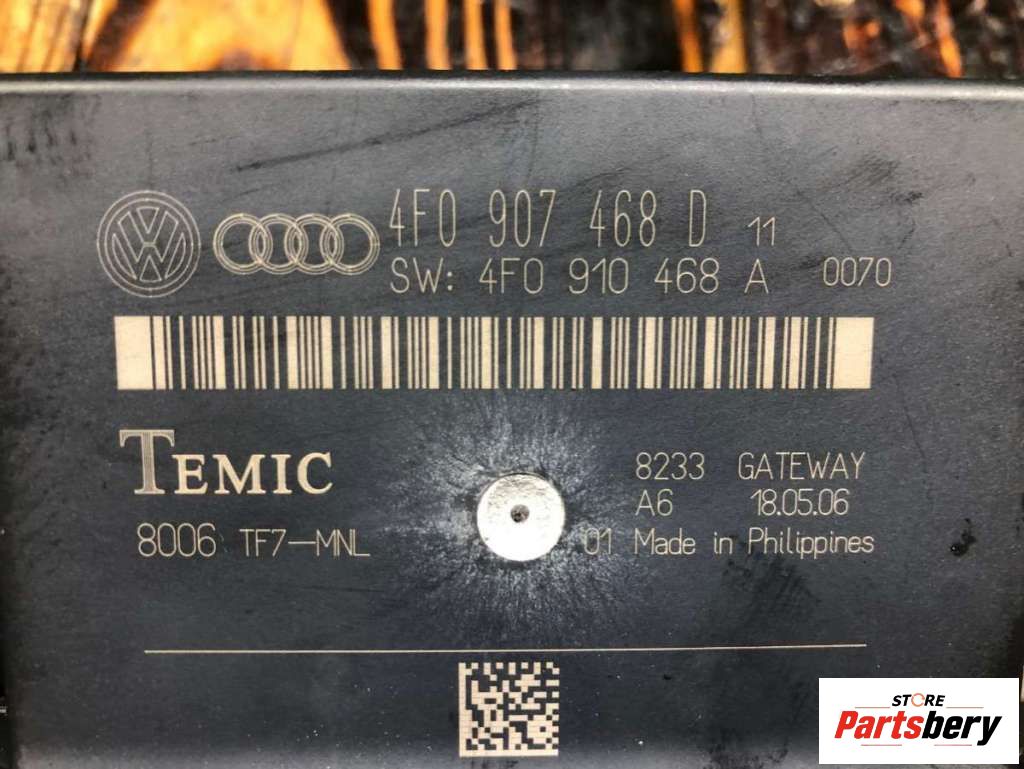 4F0 907 468 D 11
SW: 4F0 910 468 A 0070
TEMIC
8233 GATEWAY
A6 18.05.06
8006 TF7-MNL 01 Made in Philippines
STORE
Partsbery